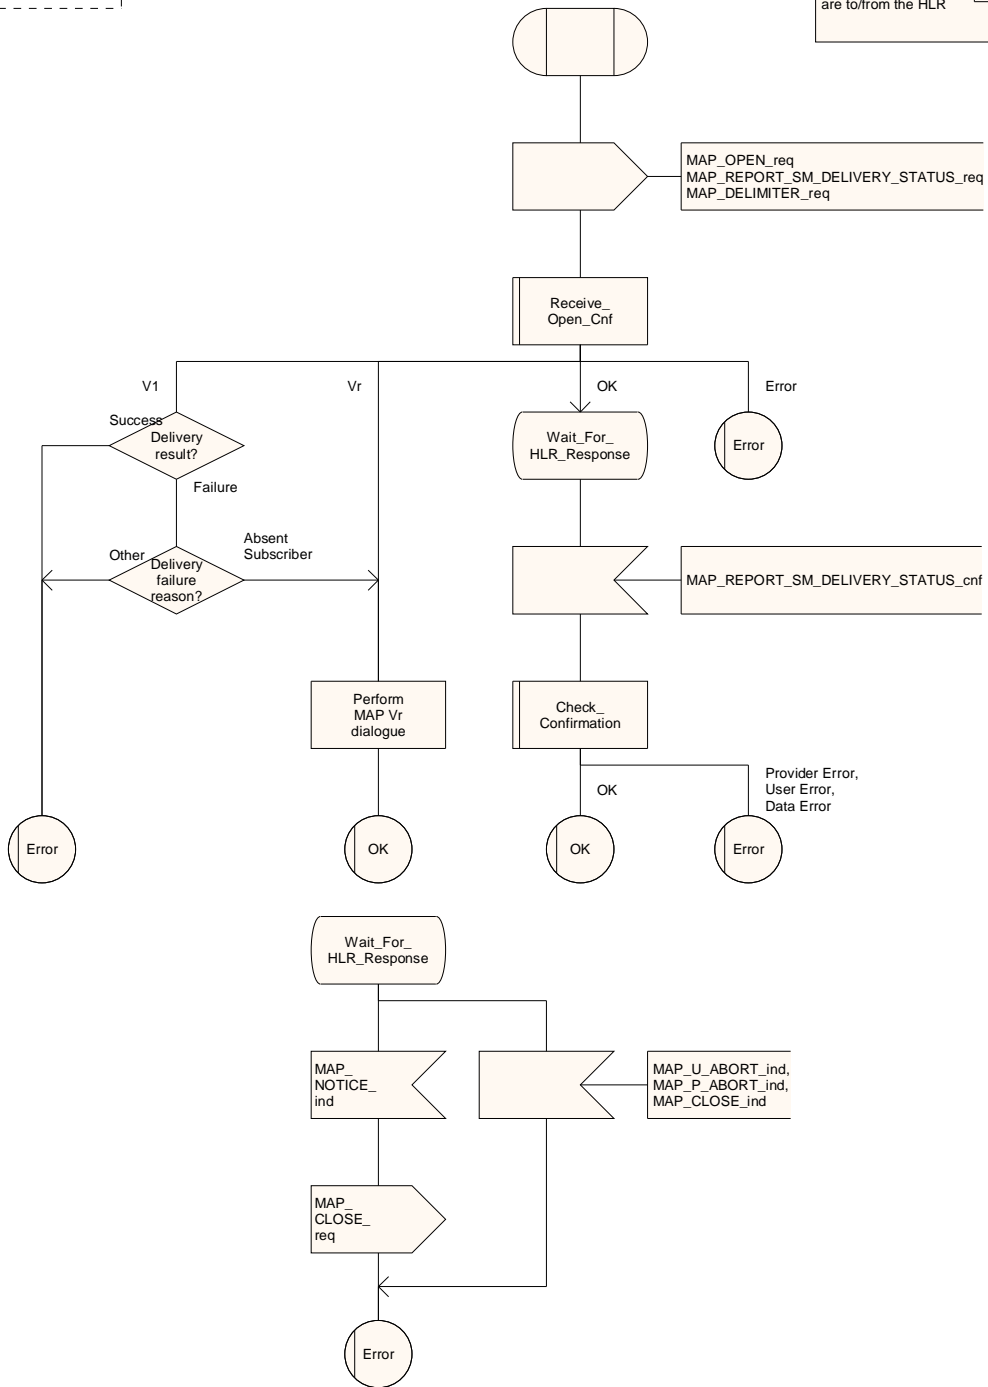 are to/from the HLR
MAP_OPEN_req
MAP_REPORT_SM_DELIVERY_STATUS_req
MAP_DELIMITER_req
Receive_
Open_Cnf
V1
Vr
OK
Error
Success
Delivery
result?
Wait_For_
HLR_Response
Error
Failure
Other
Absent
Subscriber
Delivery
failure
reason?
MAP_REPORT_SM_DELIVERY_STATUS_cnf
Perform
MAP Vr
dialogue
Check_
Confirmation
OK
Provider Error,
User Error,
Data Error
Error
OK
OK
Error
Wait_For_
HLR_Response
MAP_
NOTICE_
ind
MAP_U_ABORT_ind,
MAP_P_ABORT_ind,
MAP_CLOSE_ind
MAP_
CLOSE_
req
Error